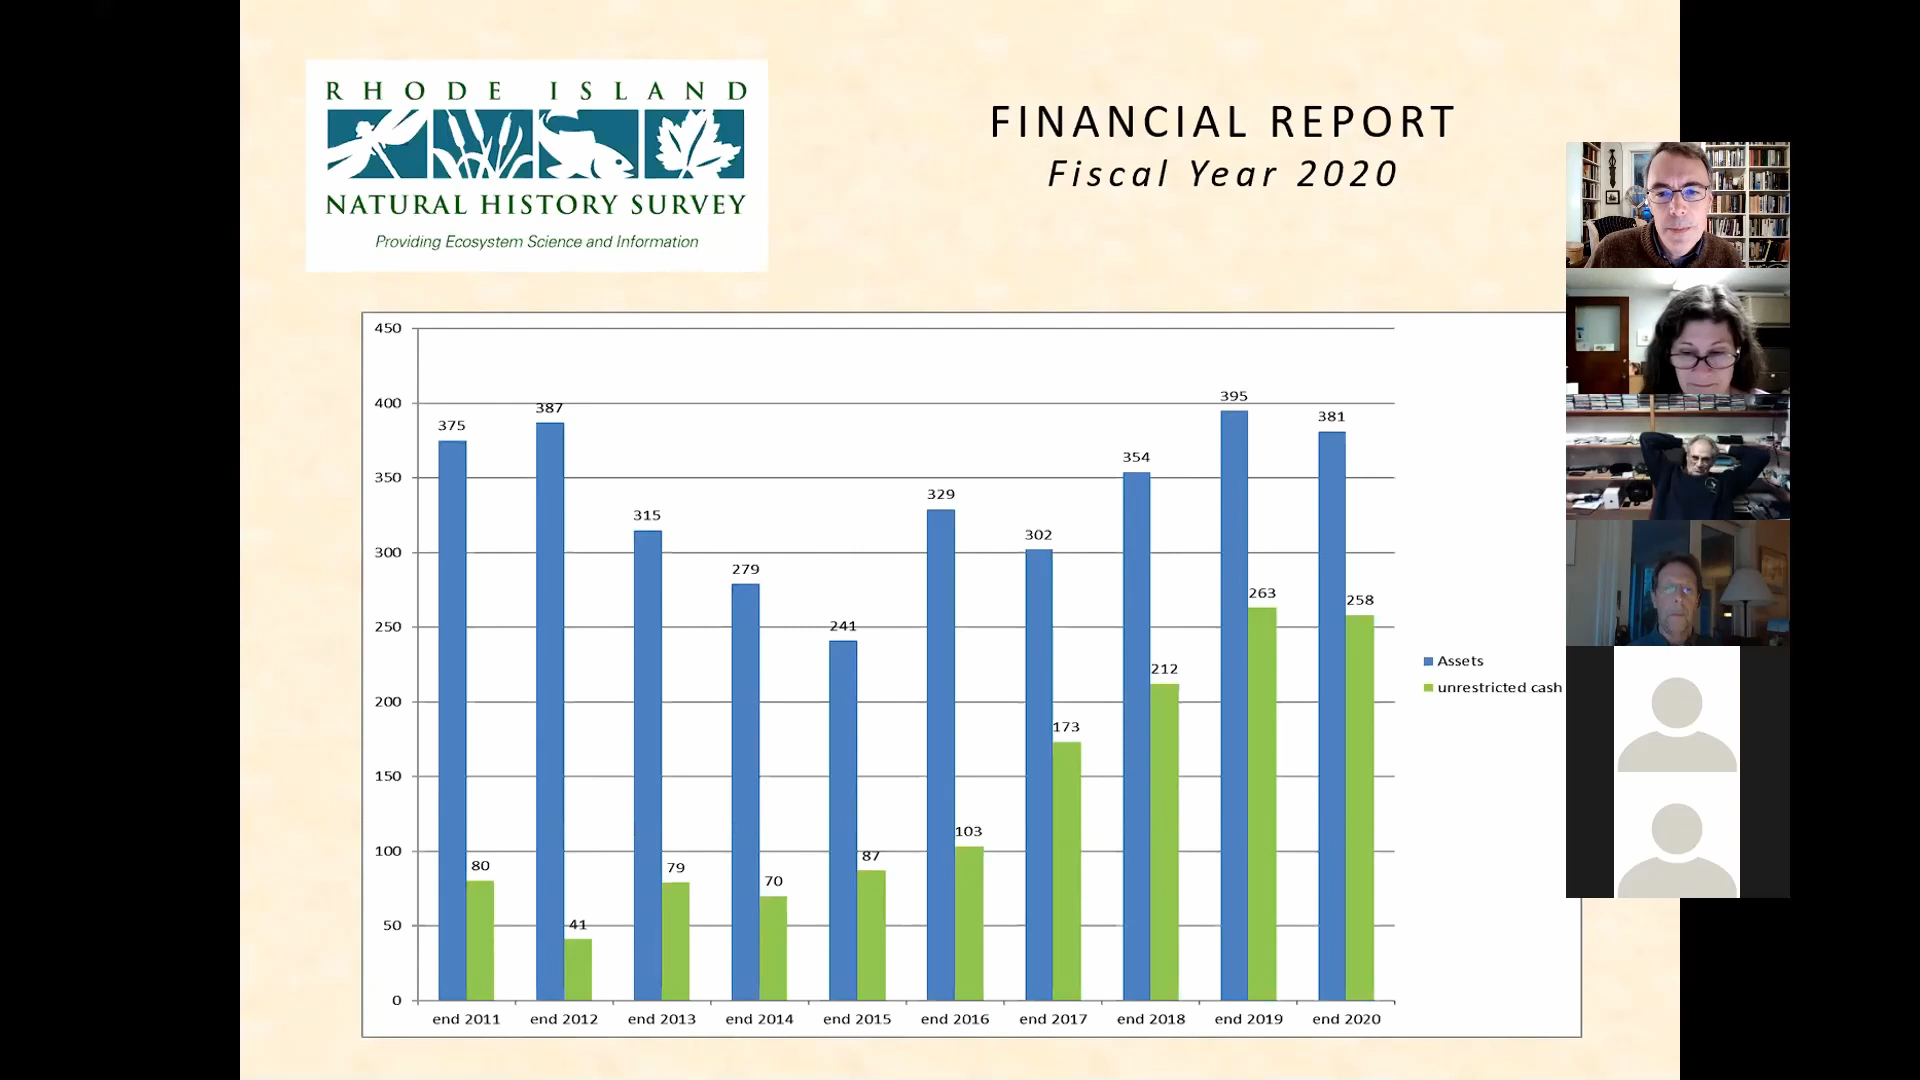 RHODE ISLAND
NATURAL HISTORY SURVEY
Providing Ecosystem Science and Information
FINANCIAL REPORT
Fiscal Year 2020
450
400
350
300
250
200
150
100
50
0
375
80
387
41
315
79
279
70
241
87
329
103
302
173
354
212
395
263
381
258
end 2011
end 2012
end 2013
end 2014
end 2015
end 2016
end 2017
end 2018
end 2019
end 2020
Assets
unrestricted cash